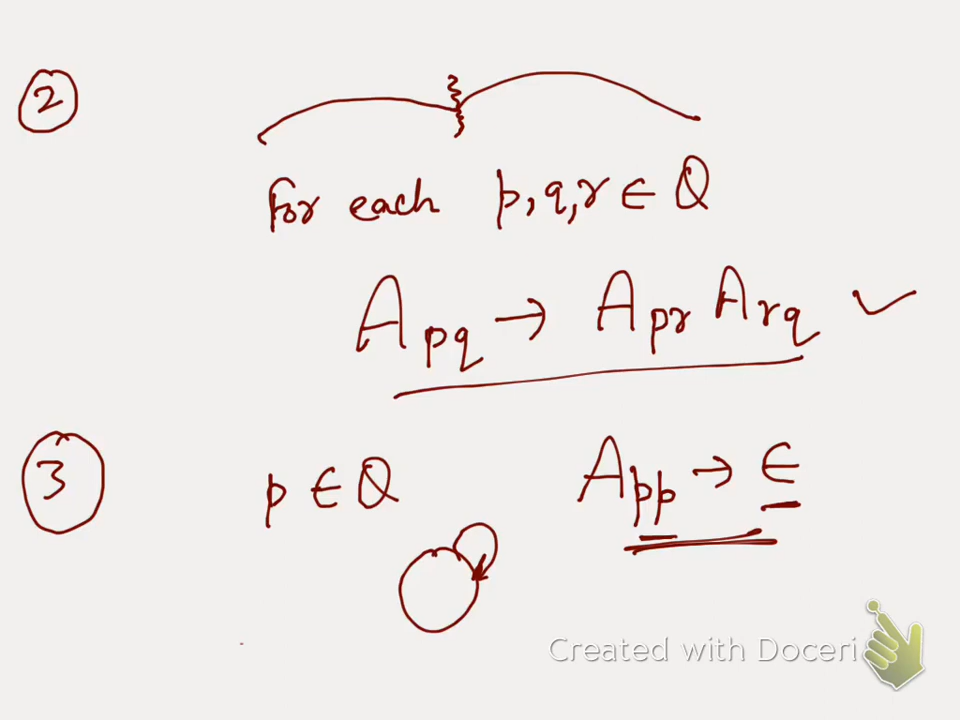 ②
For each p, q, r ∈ Q
A_pq → A_pr A_rq ✓
③ p ∈ Q A_pp → ∈
Created with Doceri